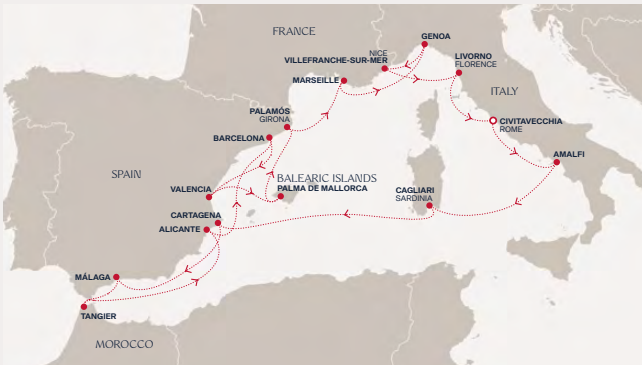 FRANCE
GENOA
NICE
VILLEFRANCHE-SUR-MER
LIVORNO
FLORENCE
MARSEILLE
ITALY
PALAMÓS
GIRONA
CIVITAVECCHIA
ROME
BARCELONA
AMALFI
SPAIN
BALEARIC ISLANDS
VALENCIA
PALMA DE MALLORCA
CAGLIARI
SARDINIA
CARTAGENA
ALICANTE
MÁLAGA
TANGIER
MOROCCO